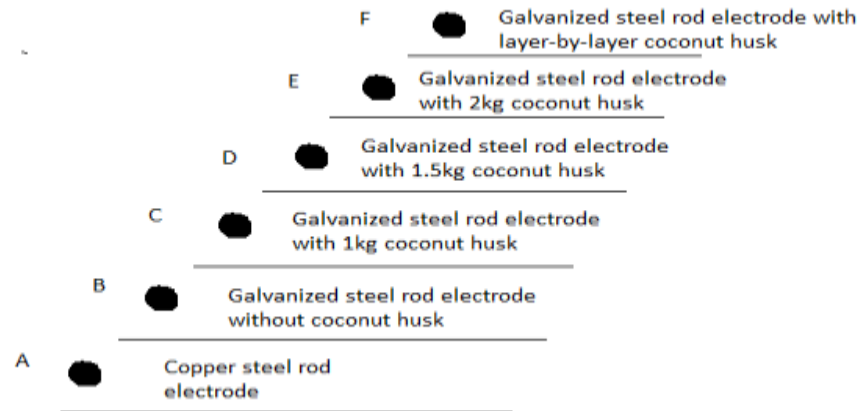 F Galvanized steel rod electrode with
layer-by-layer coconut husk
E Galvanized steel rod electrode
with 2kg coconut husk
D Galvanized steel rod electrode
with 1.5kg coconut husk
C Galvanized steel rod electrode
with 1kg coconut husk
B Galvanized steel rod electrode
without coconut husk
A Copper steel rod
electrode